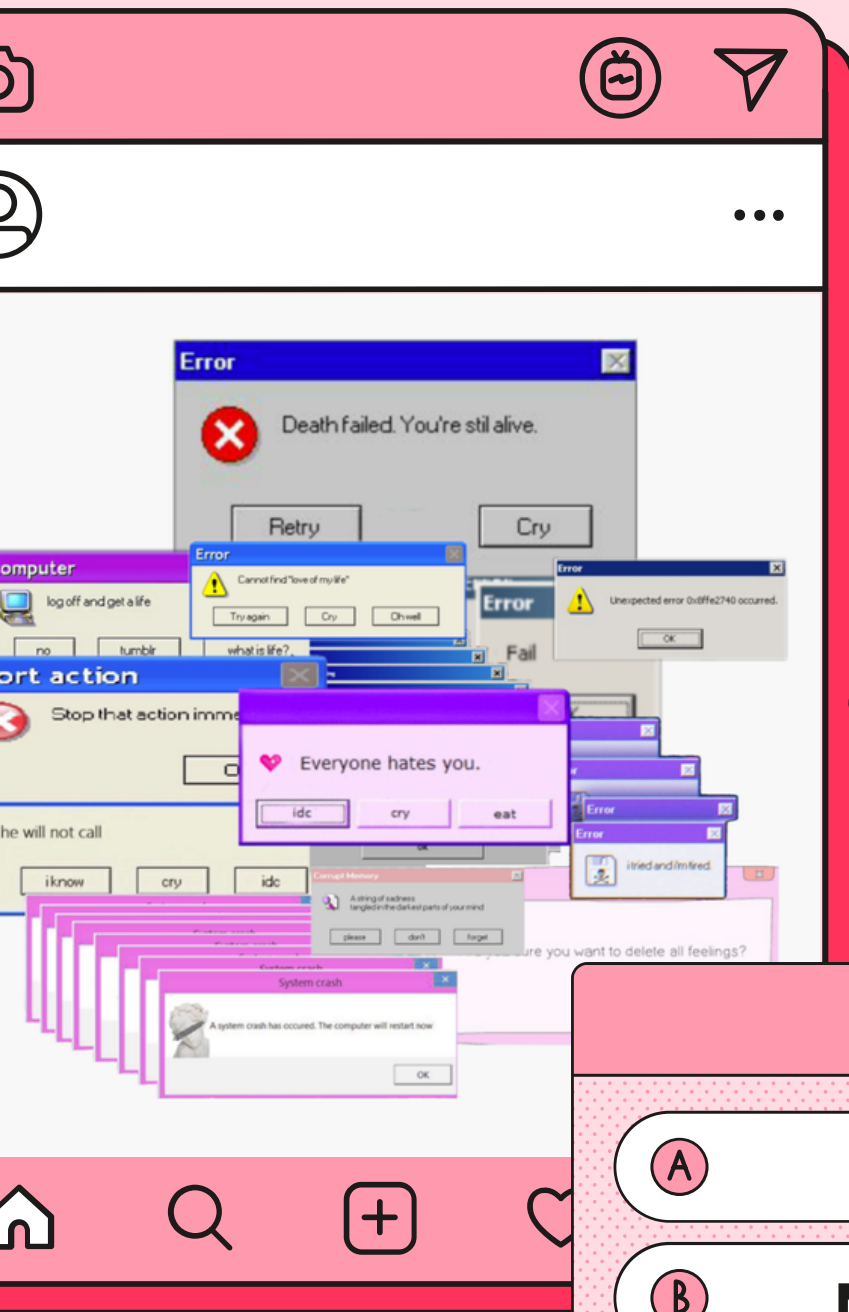 Error
Death failed. You're stil alive.
Retry
Cry
omputer
log off and get a life
no
tumblr
what is life?
Error
Cannot find "love of my life"
Try again
Cry
Oh well
Error
Fail
Error
Unexpected error 0x8ffe2740 occurred.
OK
ort action
Stop that action imme
O
Everyone hates you.
idc
cry
eat
he will not call
i know
cry
idc
ok
Error
Error
i tried and i'm tired.
Corrupt Memory
A string of sadness
tangled in the darkest parts of your mind
please
don't
forget
sure you want to delete all feelings?
System crash
System crash
A system crash has occured. The computer will restart now
OK
A
B